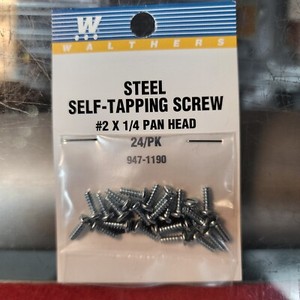 W
WALTHERS
STEEL
SELF-TAPPING SCREW
#2 X 1/4 PAN HEAD
24/PK
947-1190